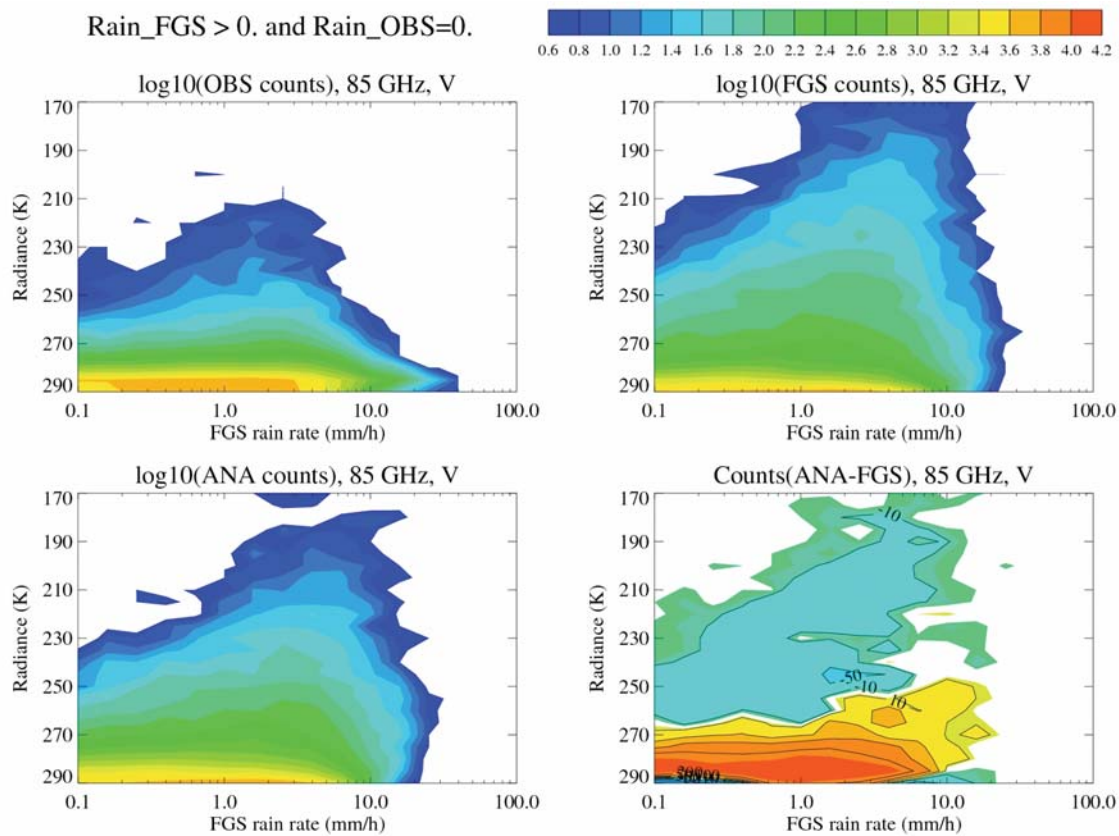 Rain_FGS > 0. and Rain_OBS=0.
0.6 0.8 1.0 1.2 1.4 1.6 1.8 2.0 2.2 2.4 2.6 2.8 3.0 3.2 3.4 3.6 3.8 4.0 4.2
log10(OBS counts), 85 GHz, V
170
190
210
230
250
270
290
Radiance (K)
0.1 1.0 10.0 100.0
FGS rain rate (mm/h)
log10(FGS counts), 85 GHz, V
170
190
210
230
250
270
290
Radiance (K)
0.1 1.0 10.0 100.0
FGS rain rate (mm/h)
log10(ANA counts), 85 GHz, V
170
190
210
230
250
270
290
Radiance (K)
0.1 1.0 10.0 100.0
FGS rain rate (mm/h)
Counts(ANA-FGS), 85 GHz, V
170
190
210
230
250
270
290
Radiance (K)
-10
-50
-10
10
0.1 1.0 10.0 100.0
FGS rain rate (mm/h)